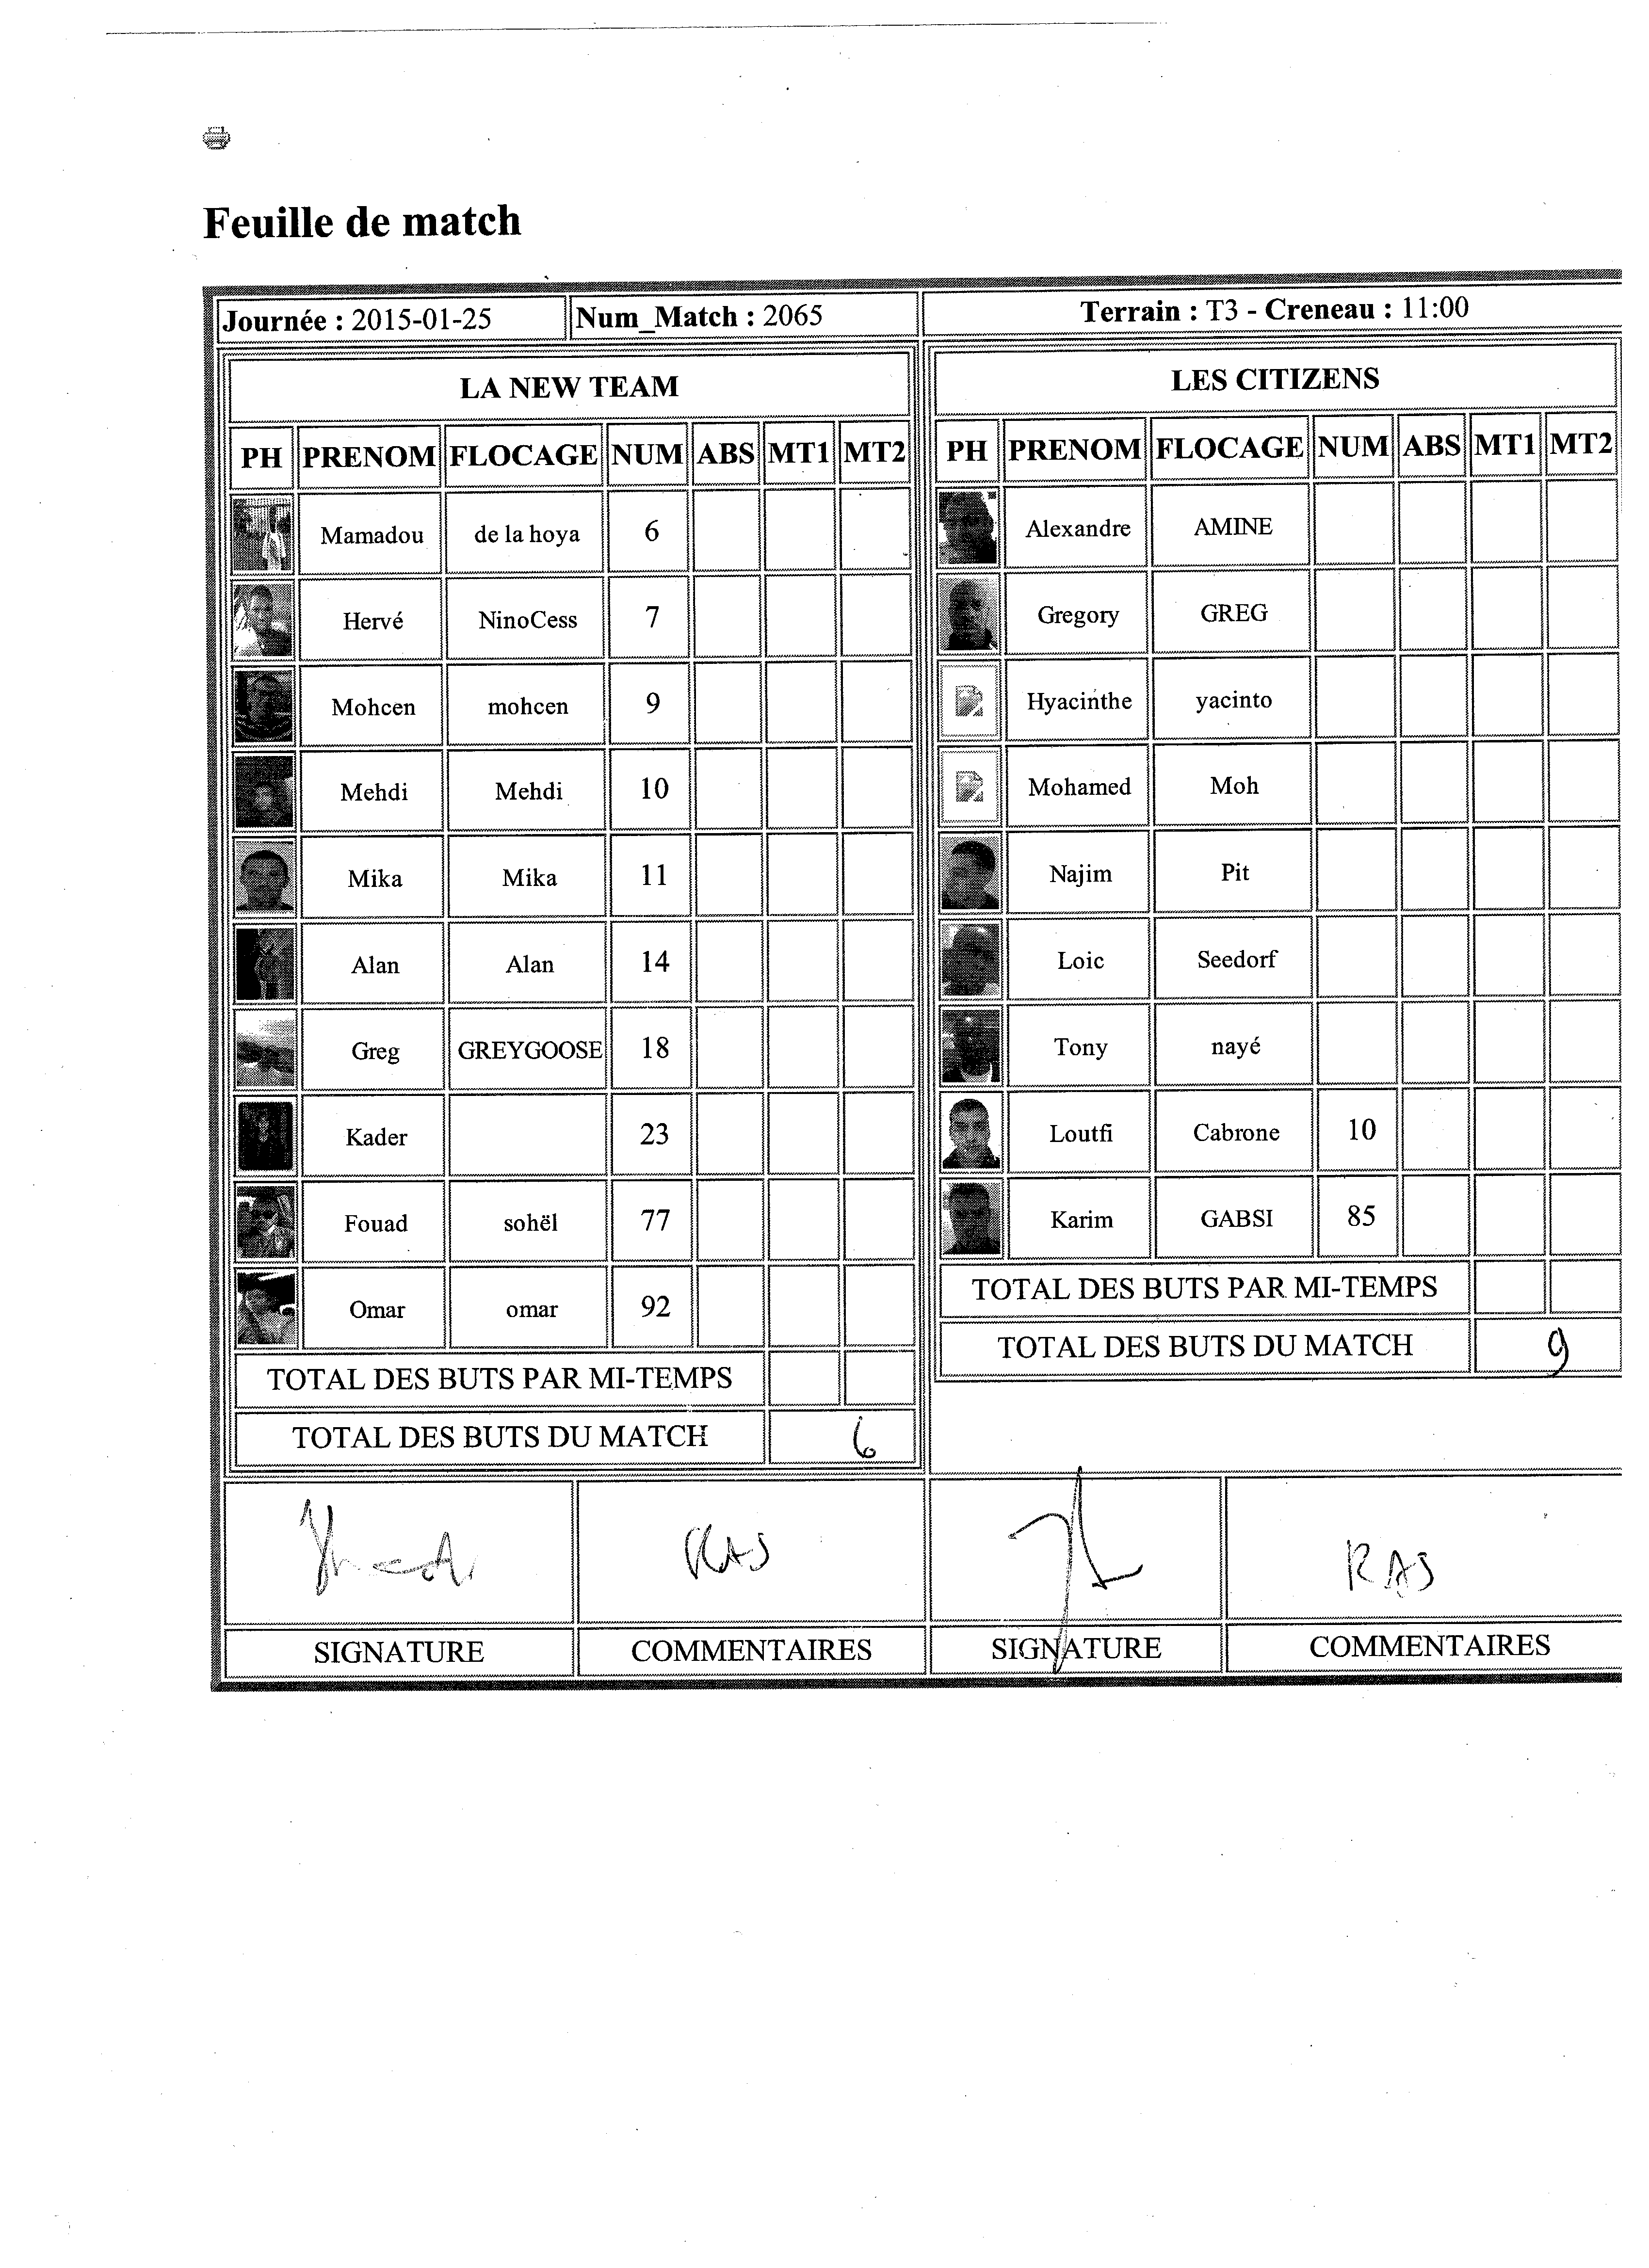 Feuille de match
Journée : 2015-01-25 Num_Match : 2065 Terrain : T3 - Creneau : 11:00
LA NEW TEAM
PH PRENOM FLOCAGE NUM ABS MT1 MT2
Mamadou de la hoya 6
Hervé NinoCess 7
Mohcen mohcen 9
Mehdi Mehdi 10
Mika Mika 11
Alan Alan 14
Greg GREYGOOSE 18
Kader 23
Fouad sohël 77
Omar omar 92
TOTAL DES BUTS PAR MI-TEMPS
TOTAL DES BUTS DU MATCH 6
RAS
SIGNATURE COMMENTAIRES
LES CITIZENS
PH PRENOM FLOCAGE NUM ABS MT1 MT2
Alexandre AMINE
Gregory GREG
Hyacinthe yacinto
Mohamed Moh
Najim Pit
Loic Seedorf
Tony nayé
Loutfi Cabrone 10
Karim GABSI 85
TOTAL DES BUTS PAR MI-TEMPS
TOTAL DES BUTS DU MATCH 9
RAS
SIGNATURE COMMENTAIRES